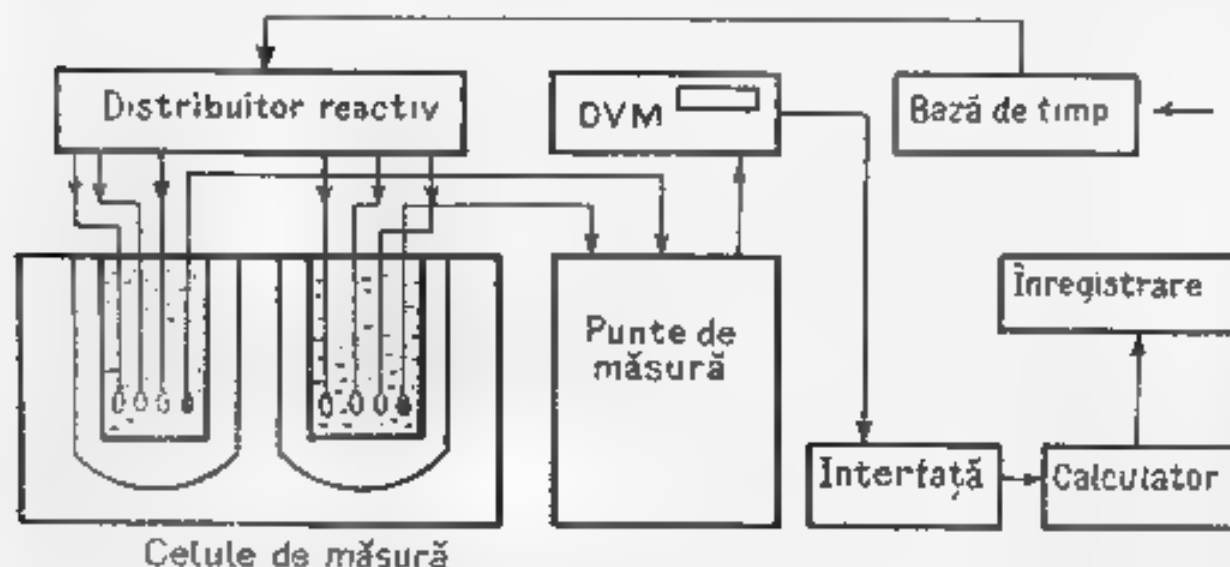 Distribuitor reactiv
DVM
Bază de timp
Înregistrare
Punte de
măsură
Interfață
Calculator
Celule de măsură